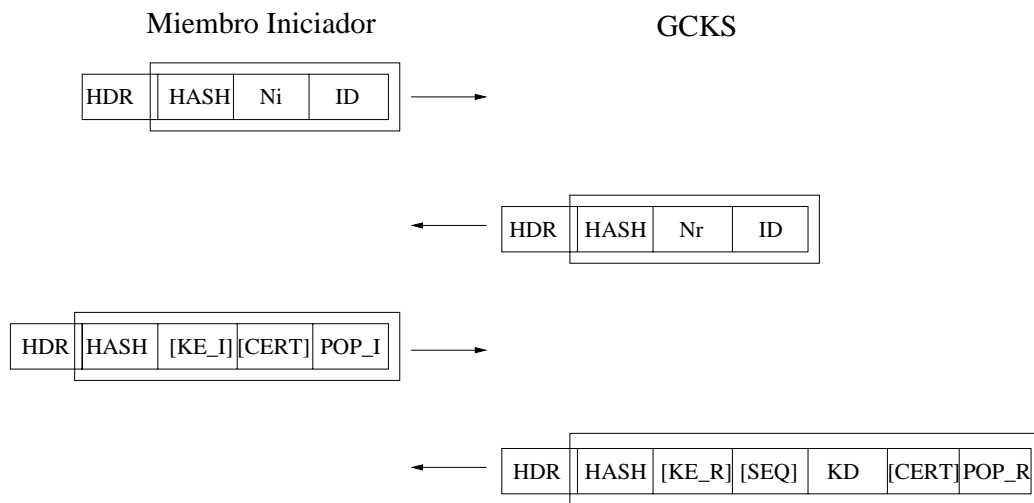 Miembro Iniciador GCKS
HDR HASH Ni ID
HDR HASH Nr ID
HDR HASH [KE_I] [CERT] POP_I
HDR HASH [KE_R] [SEQ] KD [CERT] POP_R